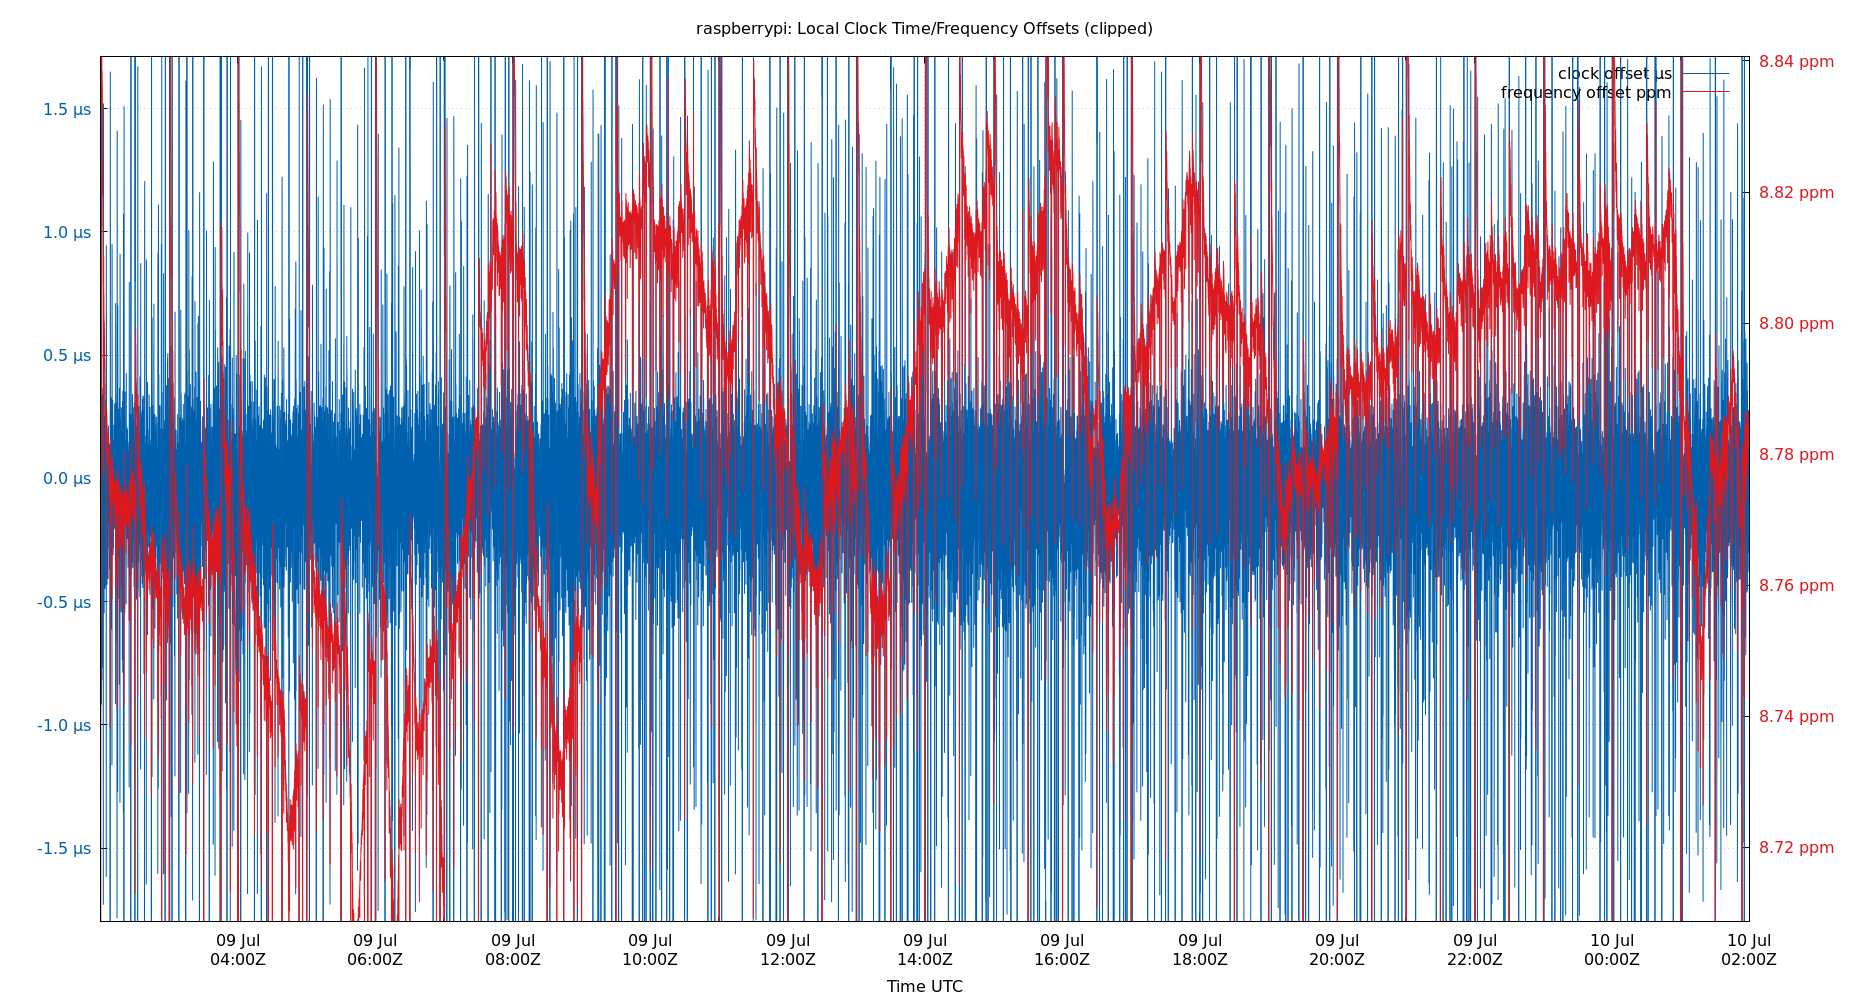 raspberrypi: Local Clock Time/Frequency Offsets (clipped)
clock offset µs
frequency offset ppm
1.5 µs
1.0 µs
0.5 µs
0.0 µs
-0.5 µs
-1.0 µs
-1.5 µs
8.84 ppm
8.82 ppm
8.80 ppm
8.78 ppm
8.76 ppm
8.74 ppm
8.72 ppm
09 Jul 09 Jul 09 Jul 09 Jul 09 Jul 09 Jul 09 Jul 09 Jul 09 Jul 09 Jul 10 Jul 10 Jul
04:00Z 06:00Z 08:00Z 10:00Z 12:00Z 14:00Z 16:00Z 18:00Z 20:00Z 22:00Z 00:00Z 02:00Z
Time UTC